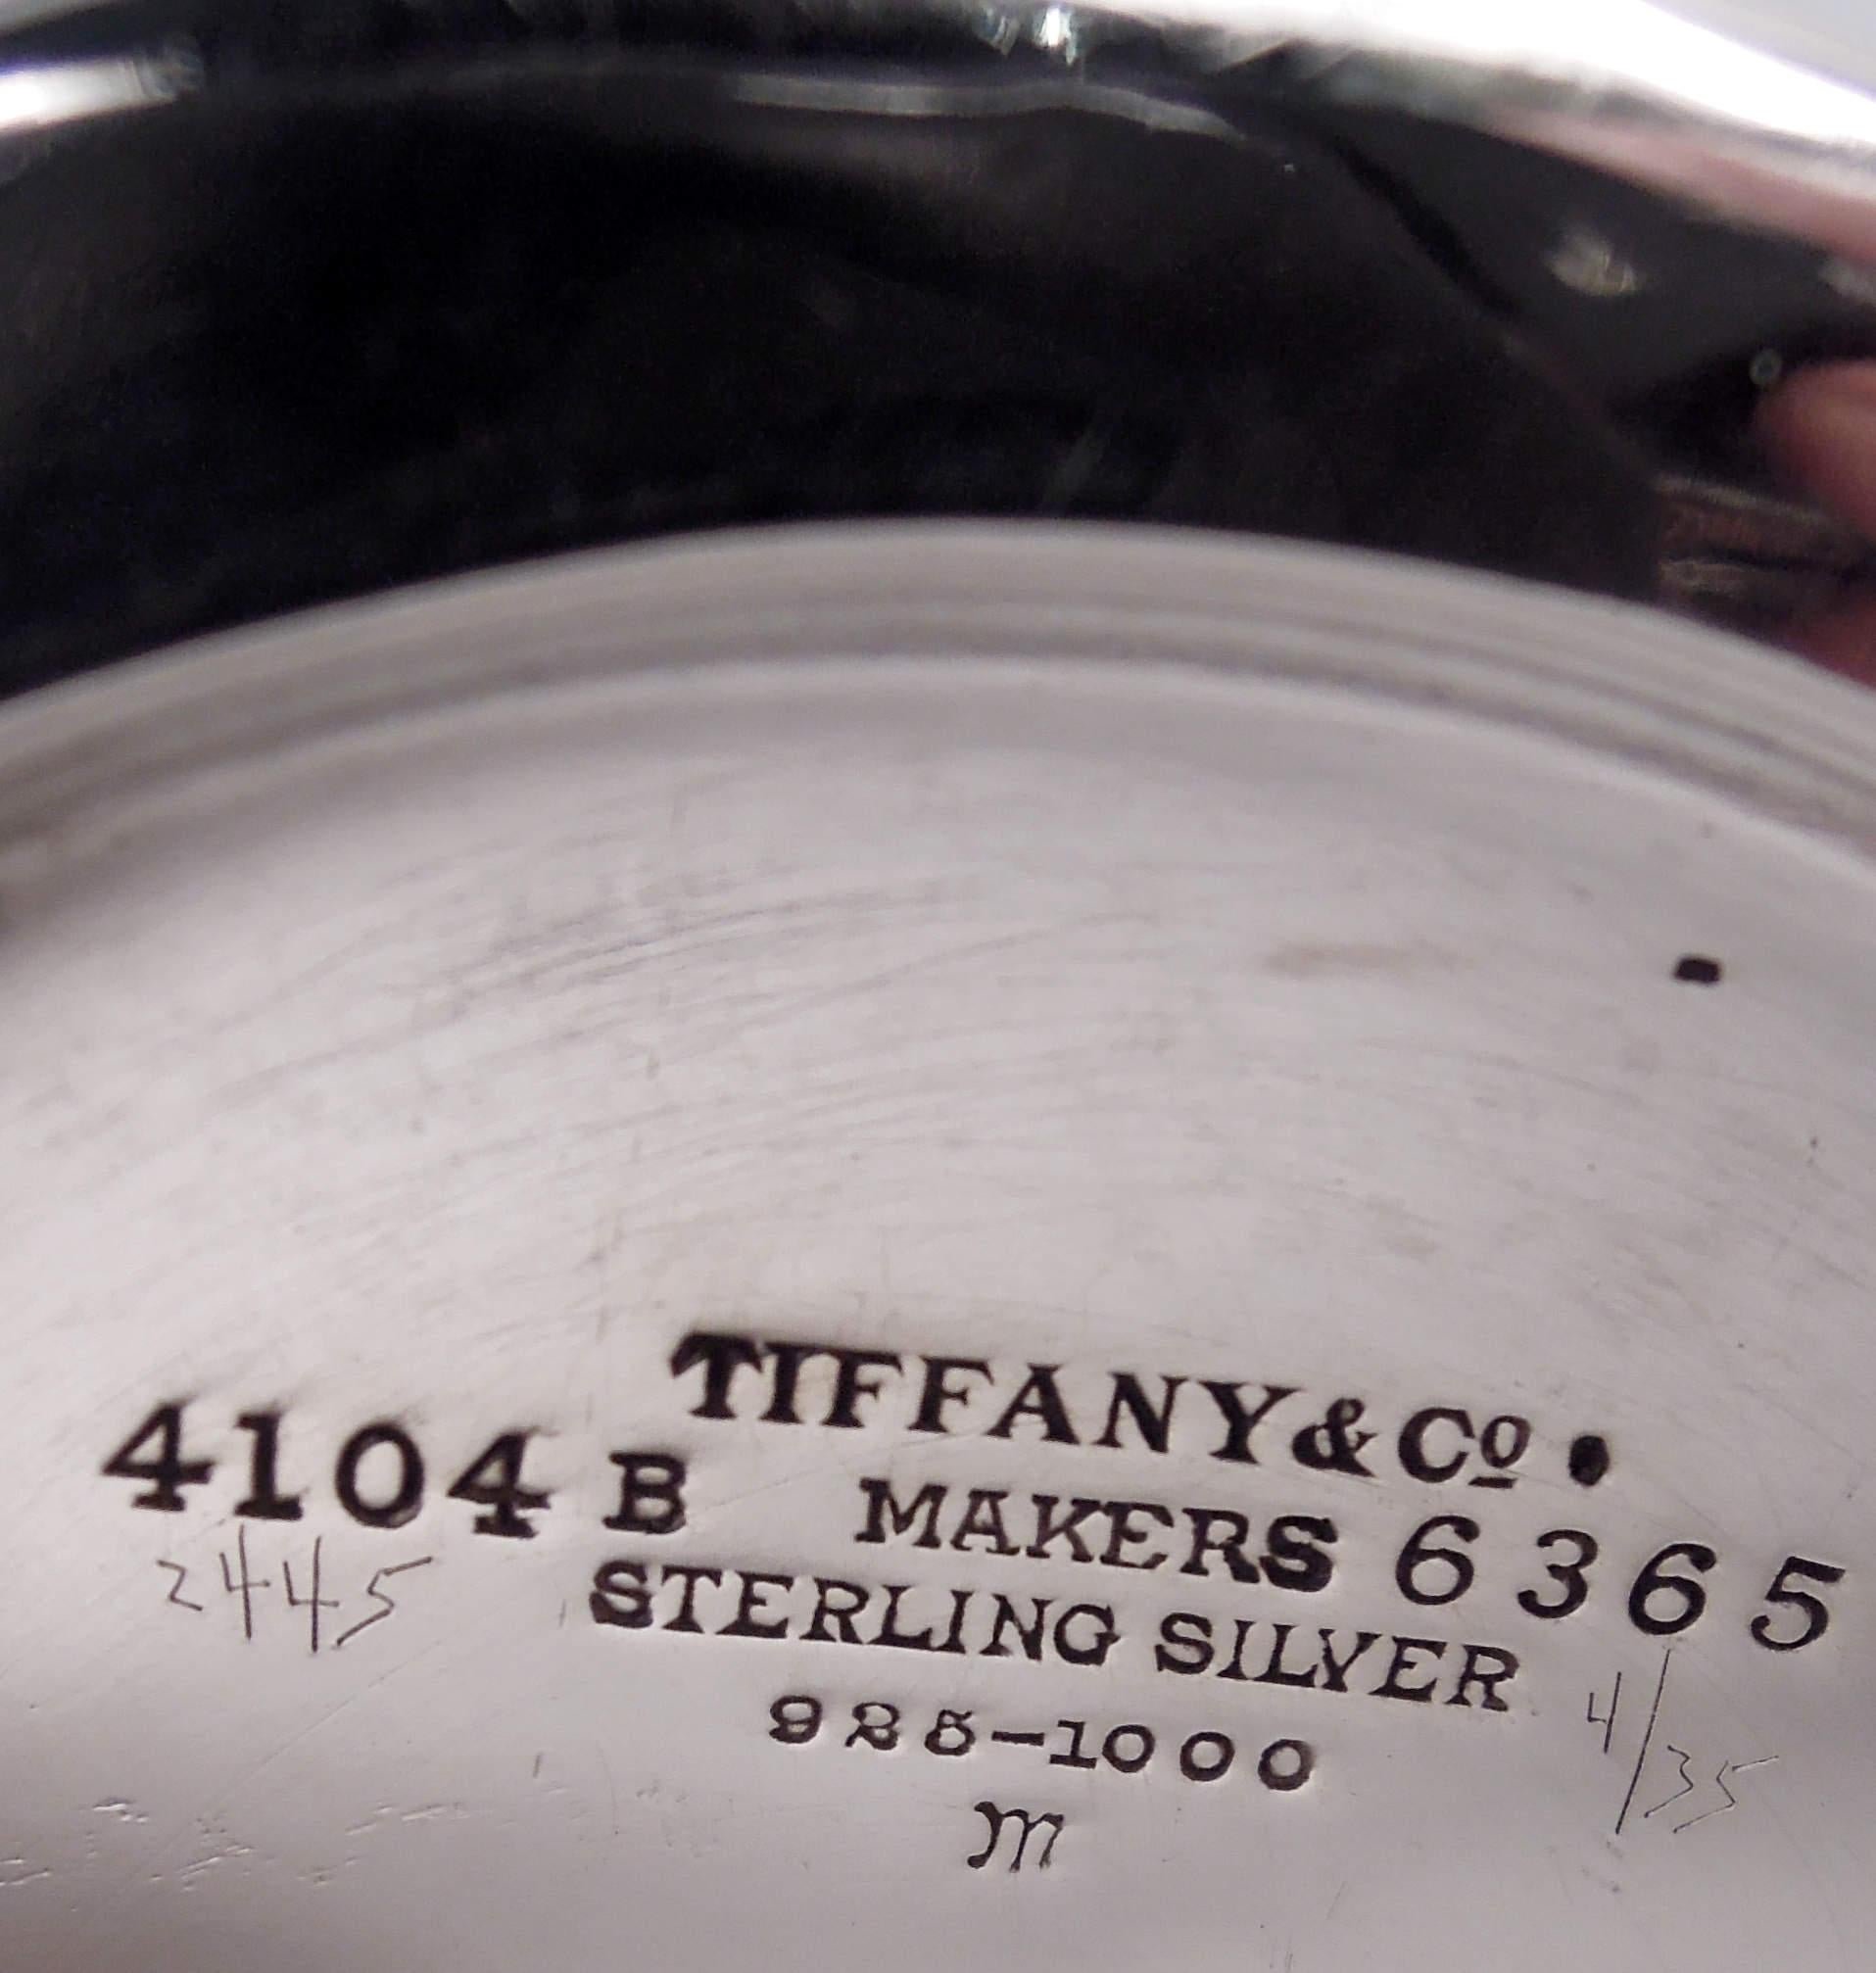 TIFFANY & Cº.
4104 B MAKERS 6365
2445 STERLING SILVER 4/35
925-1000
M